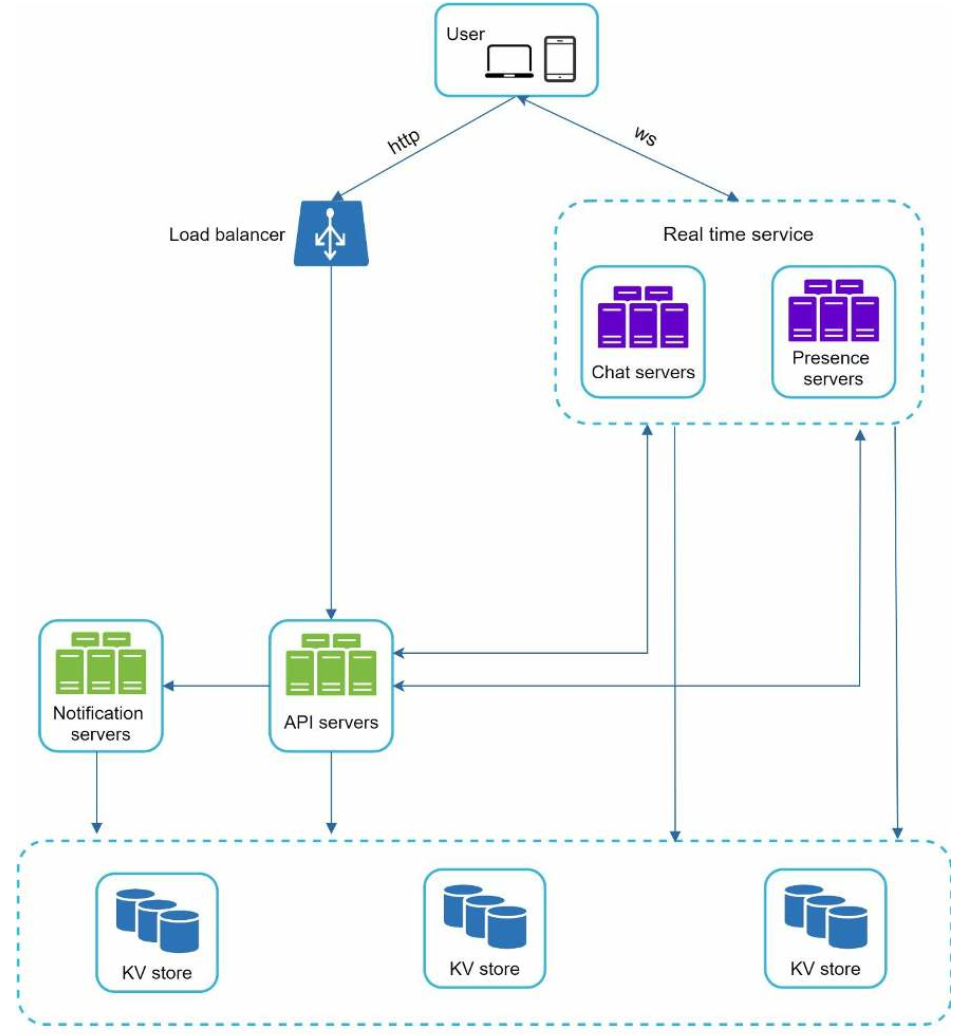 User
http
ws
Load balancer
Real time service
Chat servers
Presence
servers
Notification
servers
API servers
KV store
KV store
KV store